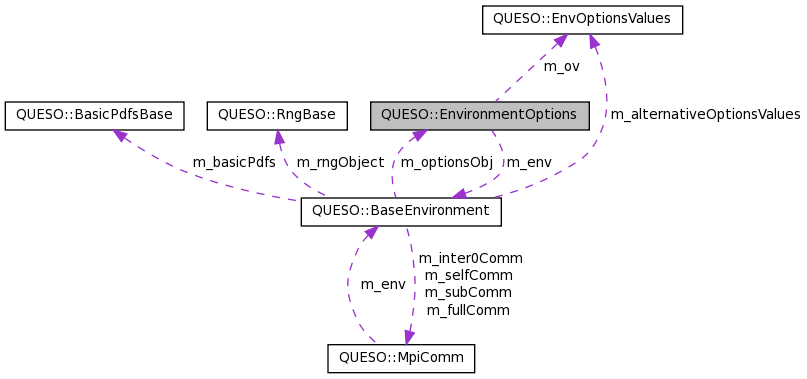 QUESO::EnvOptionsValues
m_ov
QUESO::BasicPdfsBase
QUESO::RngBase
QUESO::EnvironmentOptions
m_alternativeOptionsValues
m_basicPdfs
m_rngObject
m_optionsObj
m_env
QUESO::BaseEnvironment
m_inter0Comm
m_selfComm
m_env
m_subComm
m_fullComm
QUESO::MpiComm